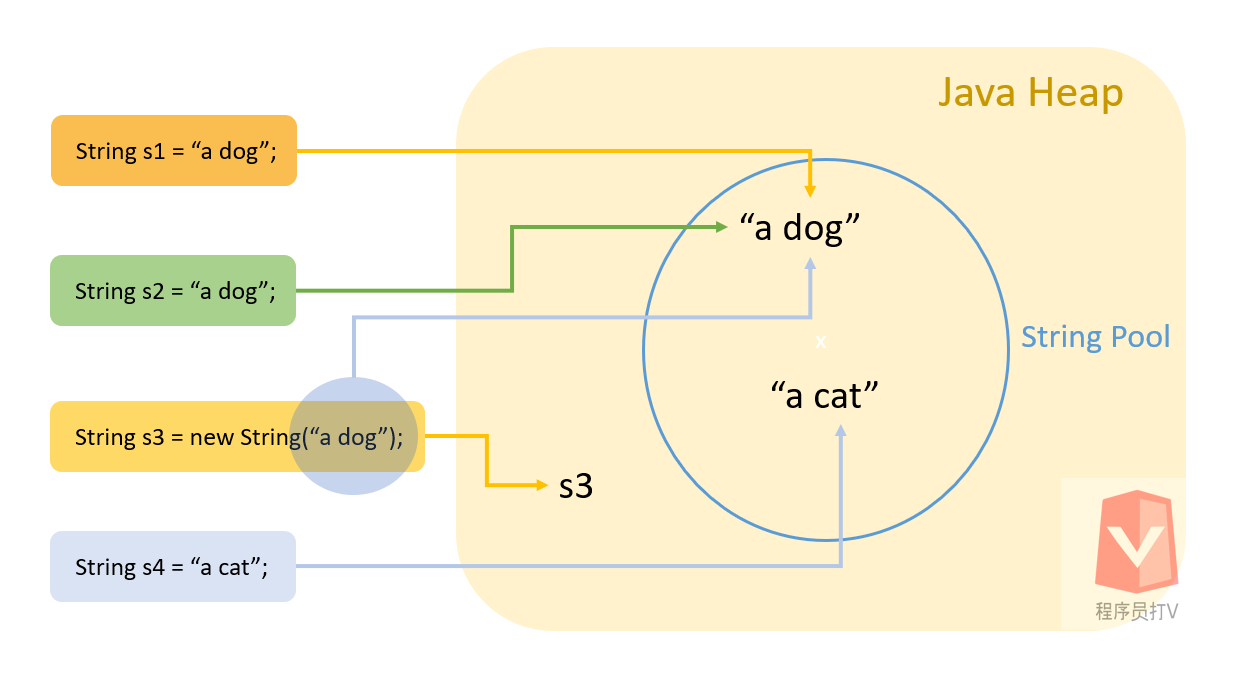 Java Heap
String s1 = “a dog”;
“a dog”
String s2 = “a dog”;
String Pool
x
“a cat”
String s3 = new String(“a dog”);
s3
String s4 = “a cat”;
程序员打V